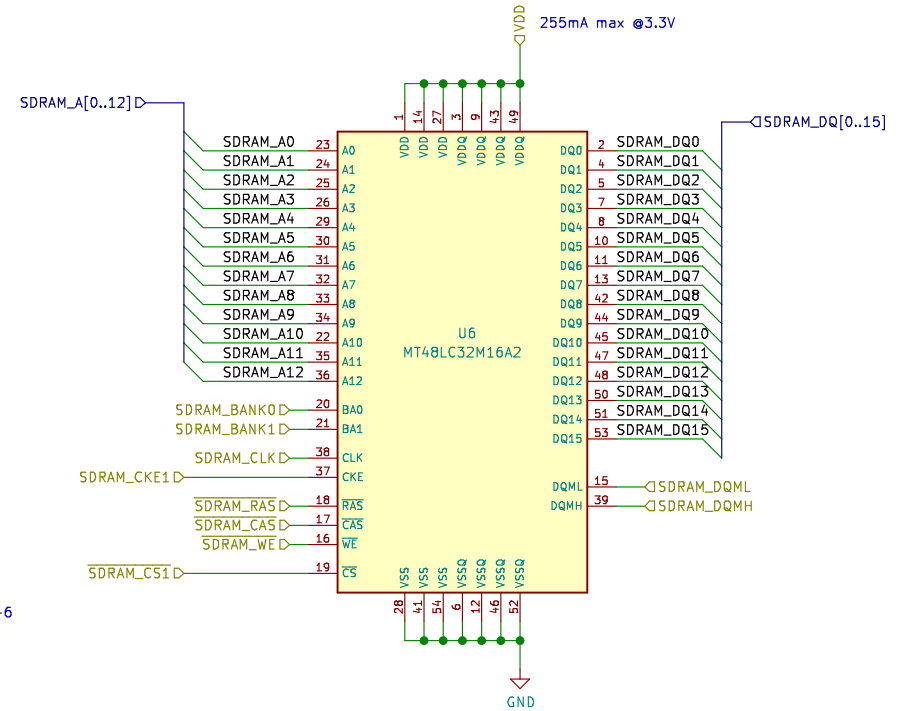 VDD
255mA max @3.3V
SDRAM_A[0..12]
SDRAM_DQ[0..15]
1
14
27
3
9
43
49
VDD
VDD
VDD
VDDQ
VDDQ
VDDQ
VDDQ
SDRAM_A0 23 A0
SDRAM_A1 24 A1
SDRAM_A2 25 A2
SDRAM_A3 26 A3
SDRAM_A4 29 A4
SDRAM_A5 30 A5
SDRAM_A6 31 A6
SDRAM_A7 32 A7
SDRAM_A8 33 A8
SDRAM_A9 34 A9
SDRAM_A10 22 A10
SDRAM_A11 35 A11
SDRAM_A12 36 A12
SDRAM_BANK0 20 BA0
SDRAM_BANK1 21 BA1
SDRAM_CLK 38 CLK
SDRAM_CKE1 37 CKE
SDRAM_RAS 18 RAS
SDRAM_CAS 17 CAS
SDRAM_WE 16 WE
SDRAM_CS1 19 CS
U6
MT48LC32M16A2
DQ0 2 SDRAM_DQ0
DQ1 4 SDRAM_DQ1
DQ2 5 SDRAM_DQ2
DQ3 7 SDRAM_DQ3
DQ4 8 SDRAM_DQ4
DQ5 10 SDRAM_DQ5
DQ6 11 SDRAM_DQ6
DQ7 13 SDRAM_DQ7
DQ8 42 SDRAM_DQ8
DQ9 44 SDRAM_DQ9
DQ10 45 SDRAM_DQ10
DQ11 47 SDRAM_DQ11
DQ12 48 SDRAM_DQ12
DQ13 50 SDRAM_DQ13
DQ14 51 SDRAM_DQ14
DQ15 53 SDRAM_DQ15
DQML 15 SDRAM_DQML
DQMH 39 SDRAM_DQMH
VSS
VSS
VSS
VSSQ
VSSQ
VSSQ
VSSQ
28
41
54
6
12
46
52
-6
GND